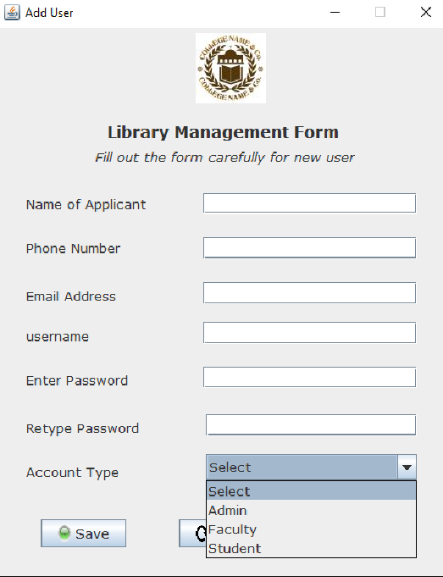 Add User
COLLEGE NAME & Co.
COLLEGE NAME & Co.
Library Management Form
Fill out the form carefully for new user
Name of Applicant
Phone Number
Email Address
username
Enter Password
Retype Password
Account Type
Select
Select
Admin
Faculty
Student
Save